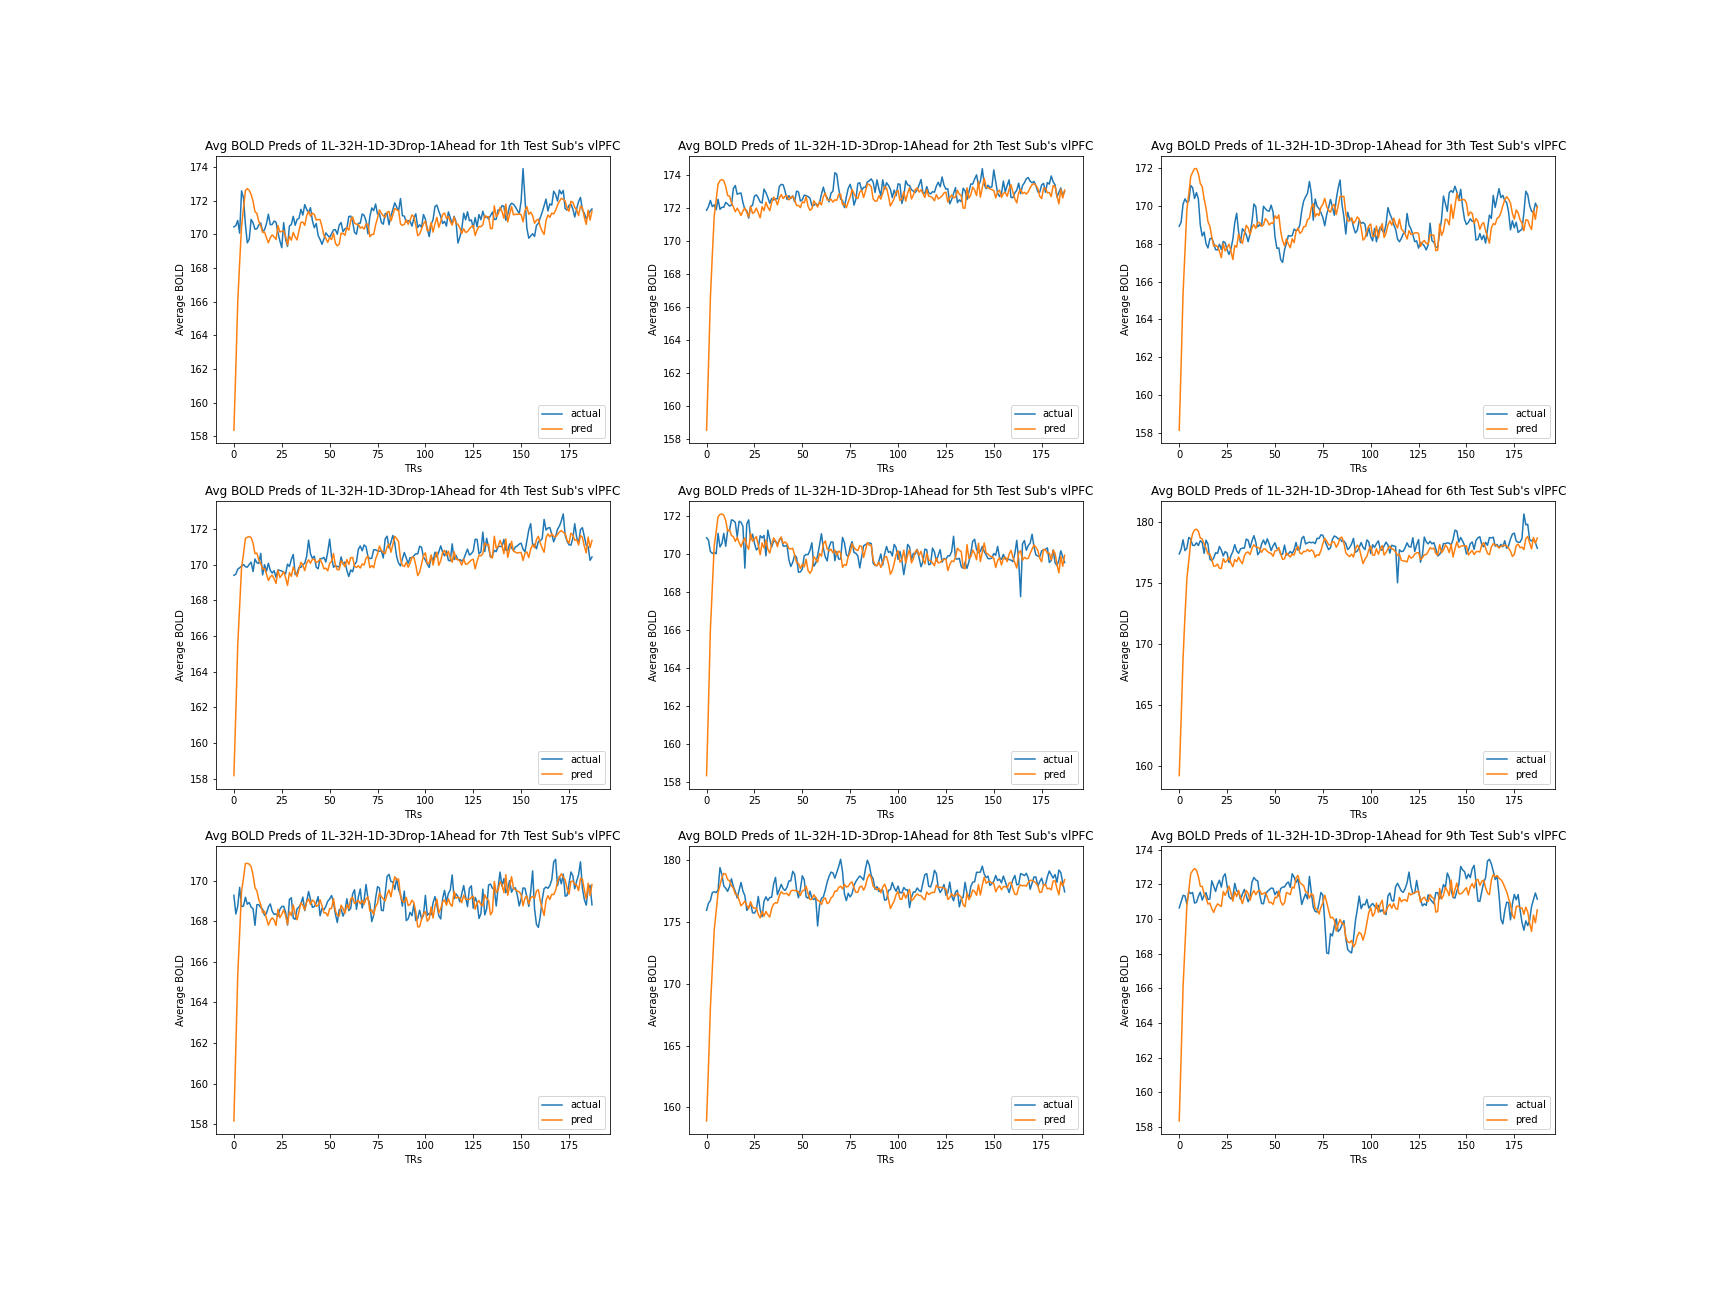 Avg BOLD Preds of 1L-32H-1D-3Drop-1Ahead for 1th Test Sub's vlPFC
174
172
170
168
166
164
162
160
158
Average BOLD
0 25 50 75 100 125 150 175
TRs
actual
pred
Avg BOLD Preds of 1L-32H-1D-3Drop-1Ahead for 2th Test Sub's vlPFC
174
172
170
168
166
164
162
160
158
Average BOLD
0 25 50 75 100 125 150 175
TRs
actual
pred
Avg BOLD Preds of 1L-32H-1D-3Drop-1Ahead for 3th Test Sub's vlPFC
172
170
168
166
164
162
160
158
Average BOLD
0 25 50 75 100 125 150 175
TRs
actual
pred
Avg BOLD Preds of 1L-32H-1D-3Drop-1Ahead for 4th Test Sub's vlPFC
172
170
168
166
164
162
160
158
Average BOLD
0 25 50 75 100 125 150 175
TRs
actual
pred
Avg BOLD Preds of 1L-32H-1D-3Drop-1Ahead for 5th Test Sub's vlPFC
172
170
168
166
164
162
160
158
Average BOLD
0 25 50 75 100 125 150 175
TRs
actual
pred
Avg BOLD Preds of 1L-32H-1D-3Drop-1Ahead for 6th Test Sub's vlPFC
180
175
170
165
160
Average BOLD
0 25 50 75 100 125 150 175
TRs
actual
pred
Avg BOLD Preds of 1L-32H-1D-3Drop-1Ahead for 7th Test Sub's vlPFC
170
168
166
164
162
160
158
Average BOLD
0 25 50 75 100 125 150 175
TRs
actual
pred
Avg BOLD Preds of 1L-32H-1D-3Drop-1Ahead for 8th Test Sub's vlPFC
180
175
170
165
160
Average BOLD
0 25 50 75 100 125 150 175
TRs
actual
pred
Avg BOLD Preds of 1L-32H-1D-3Drop-1Ahead for 9th Test Sub's vlPFC
174
172
170
168
166
164
162
160
158
Average BOLD
0 25 50 75 100 125 150 175
TRs
actual
pred